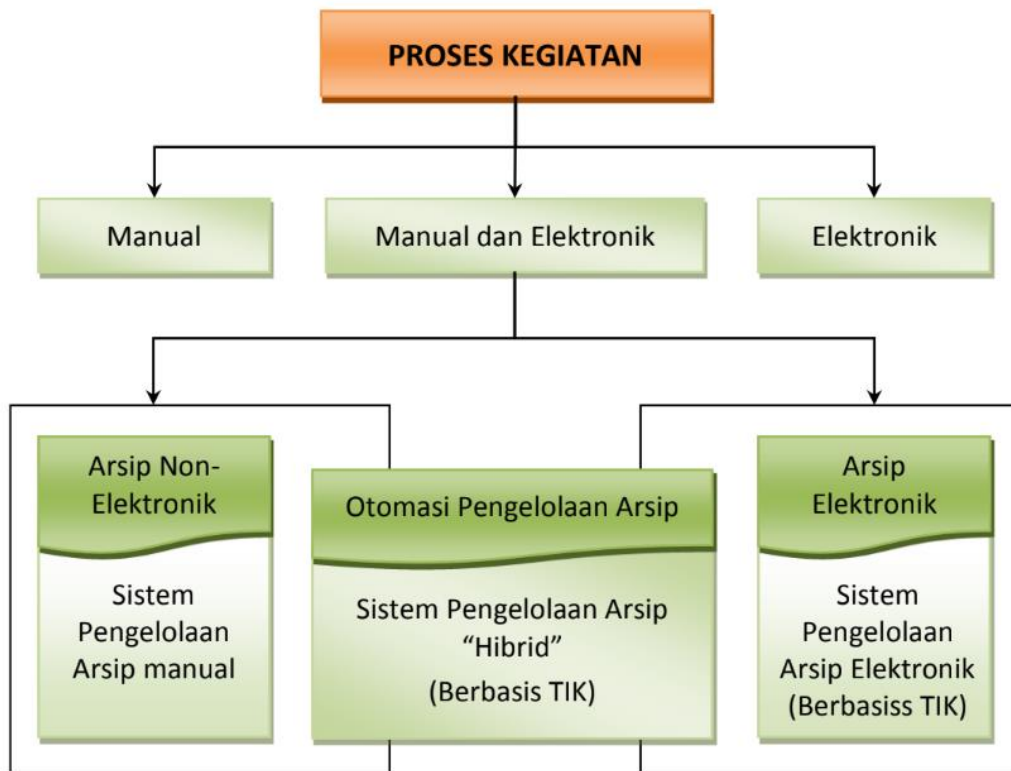 PROSES KEGIATAN
Manual
Manual dan Elektronik
Elektronik
Arsip Non-
Elektronik
Sistem
Pengelolaan
Arsip manual
Otomasi Pengelolaan Arsip
Sistem Pengelolaan Arsip
“Hibrid”
(Berbasis TIK)
Arsip
Elektronik
Sistem
Pengelolaan
Arsip Elektronik
(Berbasiss TIK)